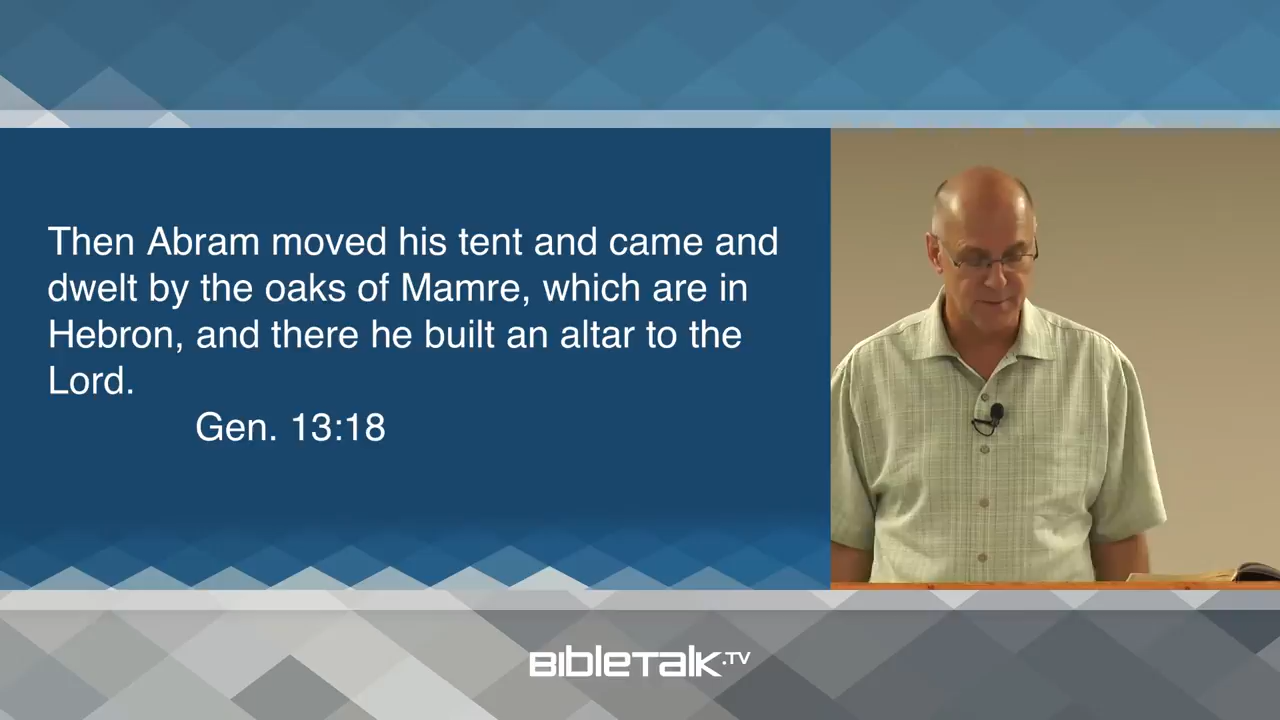 Then Abram moved his tent and came and
dwelt by the oaks of Mamre, which are in
Hebron, and there he built an altar to the
Lord.
Gen. 13:18
BIBLETALK.TV